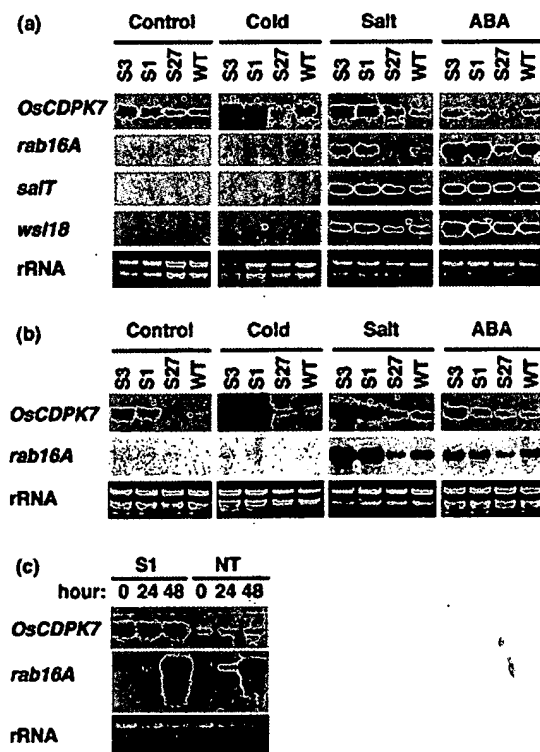 (a) Control Cold Salt ABA
S3 S1 S27 WT S3 S1 S27 WT S3 S1 S27 WT S3 S1 S27 WT
OsCDPK7
rab16A
salT
wsl18
rRNA
(b) Control Cold Salt ABA
S3 S1 S27 WT S3 S1 S27 WT S3 S1 S27 WT S3 S1 S27 WT
OsCDPK7
rab16A
rRNA
(c) S1 NT
hour: 0 24 48 0 24 48
OsCDPK7
rab16A
rRNA